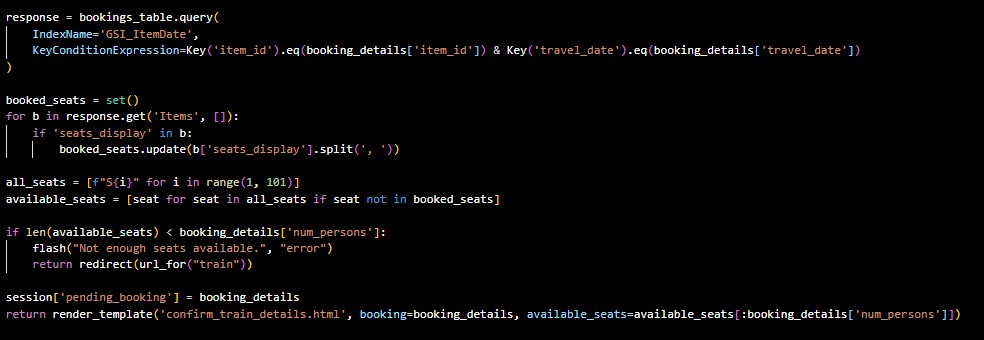 response = bookings_table.query(
    IndexName='GSI_ItemDate',
    KeyConditionExpression=Key('item_id').eq(booking_details['item_id']) & Key('travel_date').eq(booking_details['travel_date'])
)
booked_seats = set()
for b in response.get('Items', []):
    if 'seats_display' in b:
        booked_seats.update(b['seats_display'].split(', '))
all_seats = [f"S{i}" for i in range(1, 101)]
available_seats = [seat for seat in all_seats if seat not in booked_seats]
if len(available_seats) < booking_details['num_persons']:
    flash("Not enough seats available.", "error")
    return redirect(url_for("train"))
session['pending_booking'] = booking_details
return render_template('confirm_train_details.html', booking=booking_details, available_seats=available_seats[:booking_details['num_persons']])